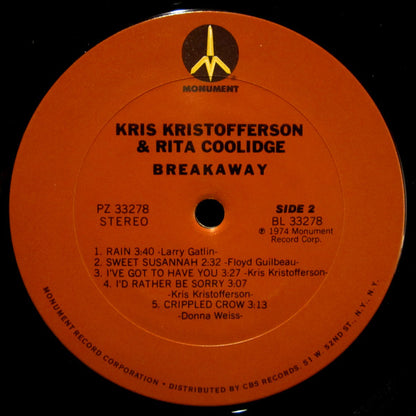 MONUMENT
KRIS KRISTOFFERSON
& RITA COOLIDGE
BREAKAWAY
PZ 33278
STEREO
SIDE 2
BL 33278
℗ 1974 Monument
Record Corp.
1. RAIN 3:40 -Larry Gatlin-
2. SWEET SUSANNAH 2:32 -Floyd Guilbeau-
3. I'VE GOT TO HAVE YOU 3:27 -Kris Kristofferson-
4. I'D RATHER BE SORRY 3:07
-Kris Kristofferson-
5. CRIPPLED CROW 3:13
-Donna Weiss-
MONUMENT RECORD CORPORATION • DISTRIBUTED BY CBS RECORDS, 51 W. 52ND ST., N.Y., N.Y.